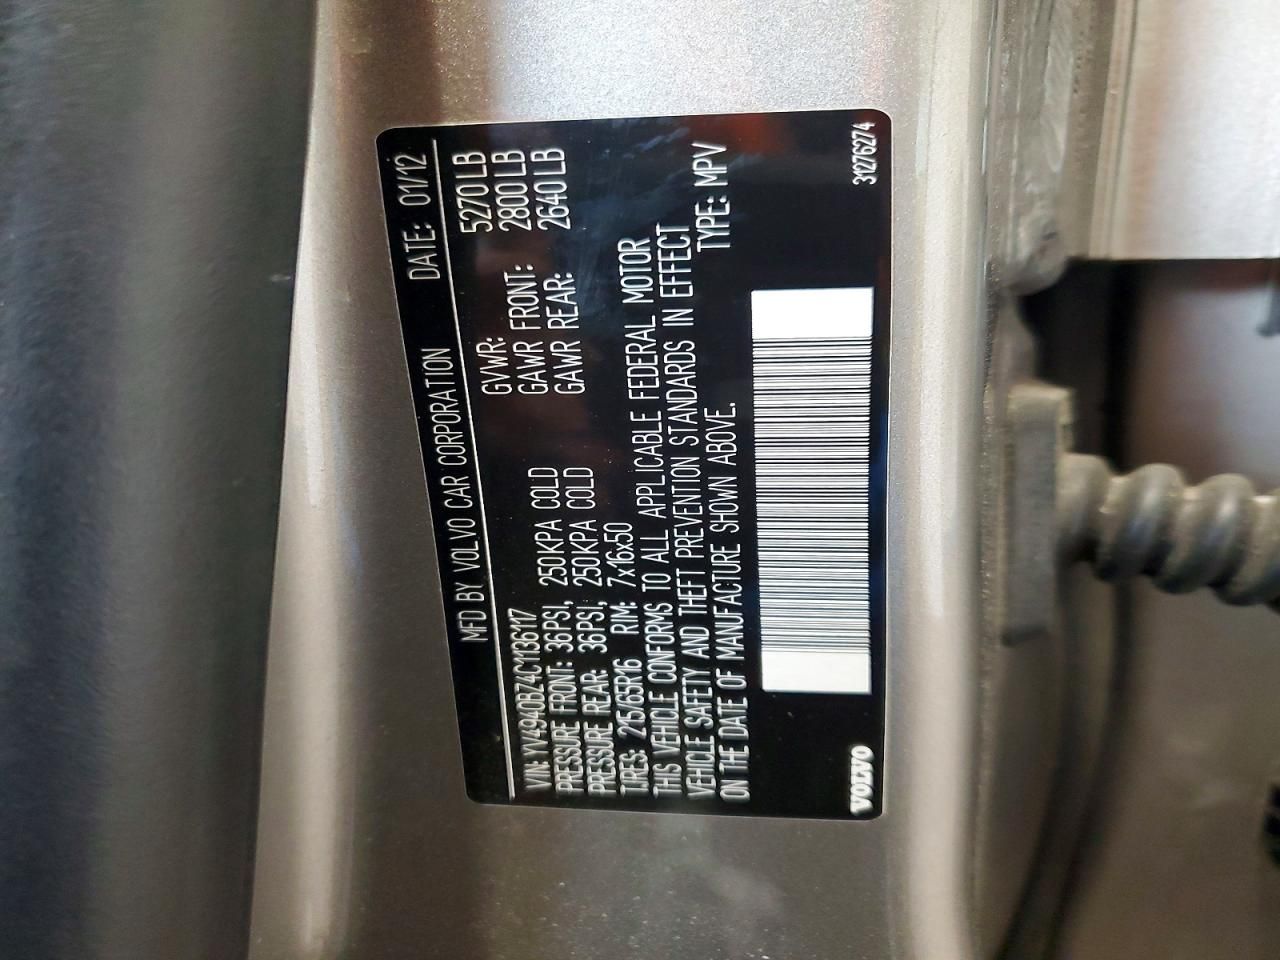 MFD BY VOLVO CAR CORPORATION DATE: 01/12
VIN: YV4940BZ4C1136117 GVWR: 5270 LB
PRESSURE FRONT: 36PSI, 250KPA COLD GAWR FRONT: 2800 LB
PRESSURE REAR: 36PSI, 250KPA COLD GAWR REAR: 2640 LB
TIRES: 215/65R16 RIM: 7x16x50
THIS VEHICLE CONFORMS TO ALL APPLICABLE FEDERAL MOTOR
VEHICLE SAFETY AND THEFT PREVENTION STANDARDS IN EFFECT
ON THE DATE OF MANUFACTURE SHOWN ABOVE. TYPE: MPV
VOLVO 31276274